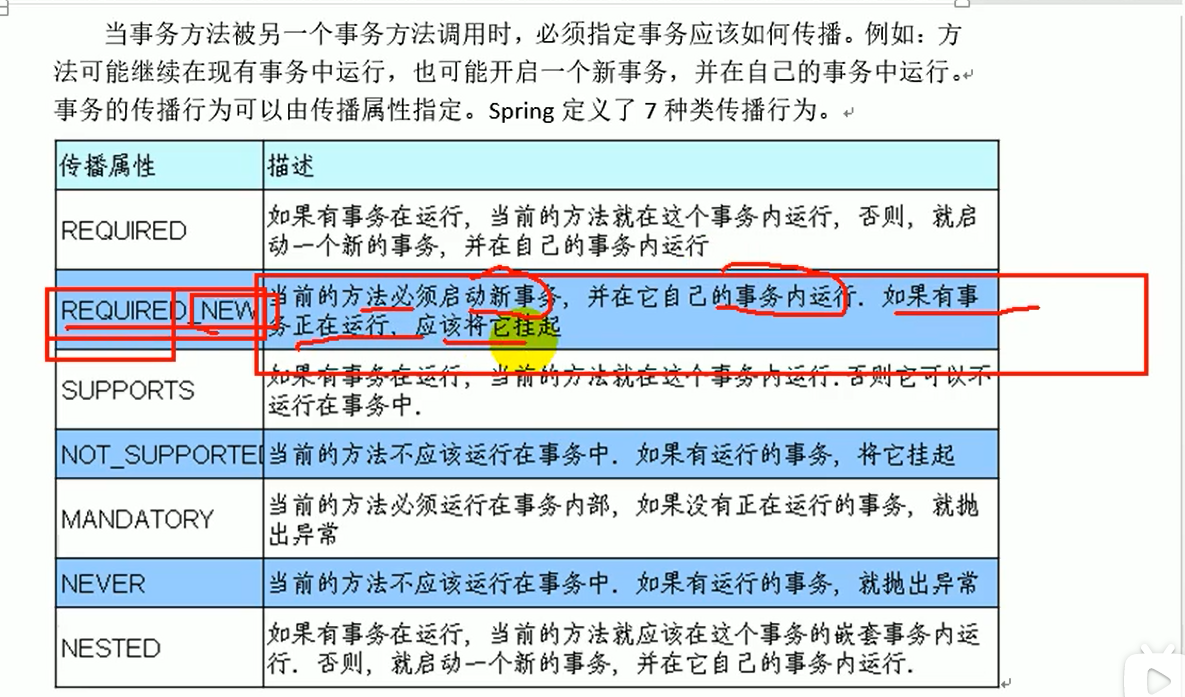 当事务方法被另一个事务方法调用时，必须指定事务应该如何传播。例如：方
法可能继续在现有事务中运行，也可能开启一个新事务，并在自己的事务中运行。
事务的传播行为可以由传播属性指定。Spring 定义了 7 种类传播行为。
传播属性 描述
REQUIRED
如果有事务在运行，当前的方法就在这个事务内运行，否则，就启
动一个新的事务，并在自己的事务内运行
REQUIRED_NEW
当前的方法必须启动新事务，并在它自己的事务内运行. 如果有事
务正在运行，应该将它挂起
SUPPORTS
如果有事务在运行，当前的方法就在这个事务内运行.否则它可以不
运行在事务中.
NOT_SUPPORTED
当前的方法不应该运行在事务中. 如果有运行的事务，将它挂起
MANDATORY
当前的方法必须运行在事务内部，如果没有正在运行的事务，就抛
出异常
NEVER
当前的方法不应该运行在事务中. 如果有运行的事务，就抛出异常
NESTED
如果有事务在运行，当前的方法就应该在这个事务的嵌套事务内运
行. 否则，就启动一个新的事务，并在它自己的事务内运行.